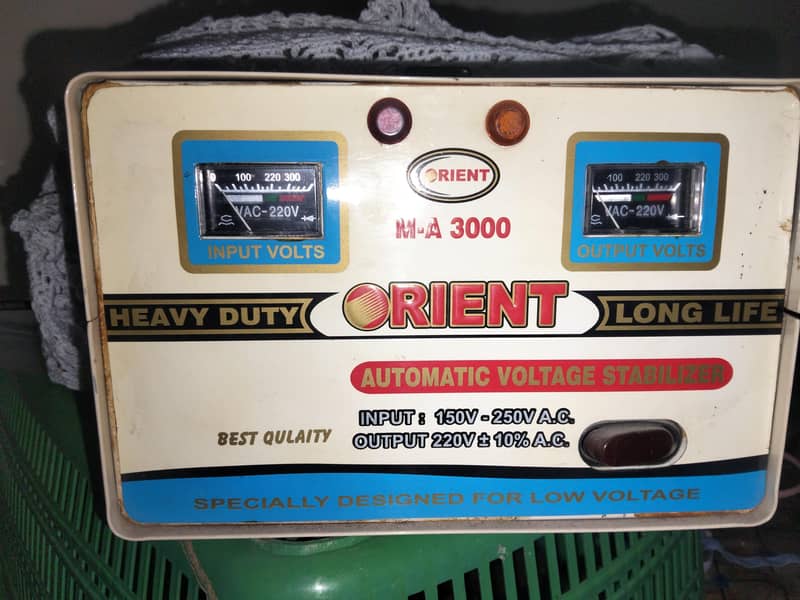 ORIENT
0 100 220 300
VAC-220V
INPUT VOLTS
M-A 3000
100 220 300
VAC-220V
OUTPUT VOLTS
HEAVY DUTY
ORIENT
LONG LIFE
AUTOMATIC VOLTAGE STABILIZER
INPUT : 150V - 250V A.C.
BEST QULAITY
OUTPUT 220V ± 10% A.C.
SPECIALLY DESIGNED FOR LOW VOLTAGE